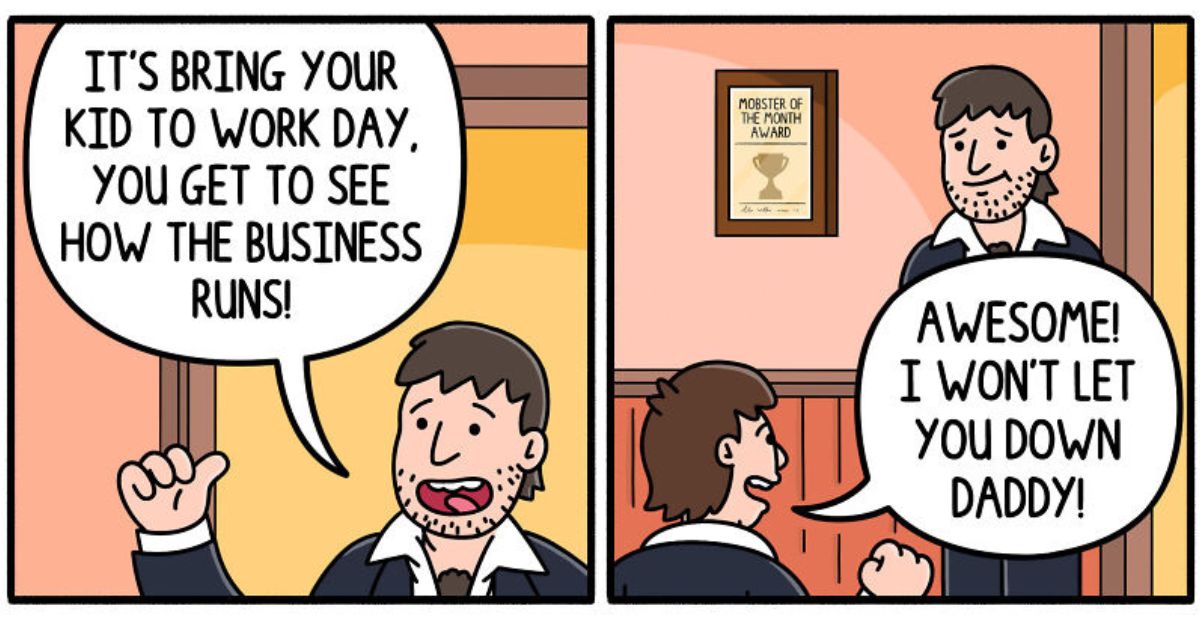 IT'S BRING YOUR
KID TO WORK DAY,
YOU GET TO SEE
HOW THE BUSINESS
RUNS!
MOBSTER OF
THE MONTH
AWARD
AWESOME!
I WON'T LET
YOU DOWN
DADDY!